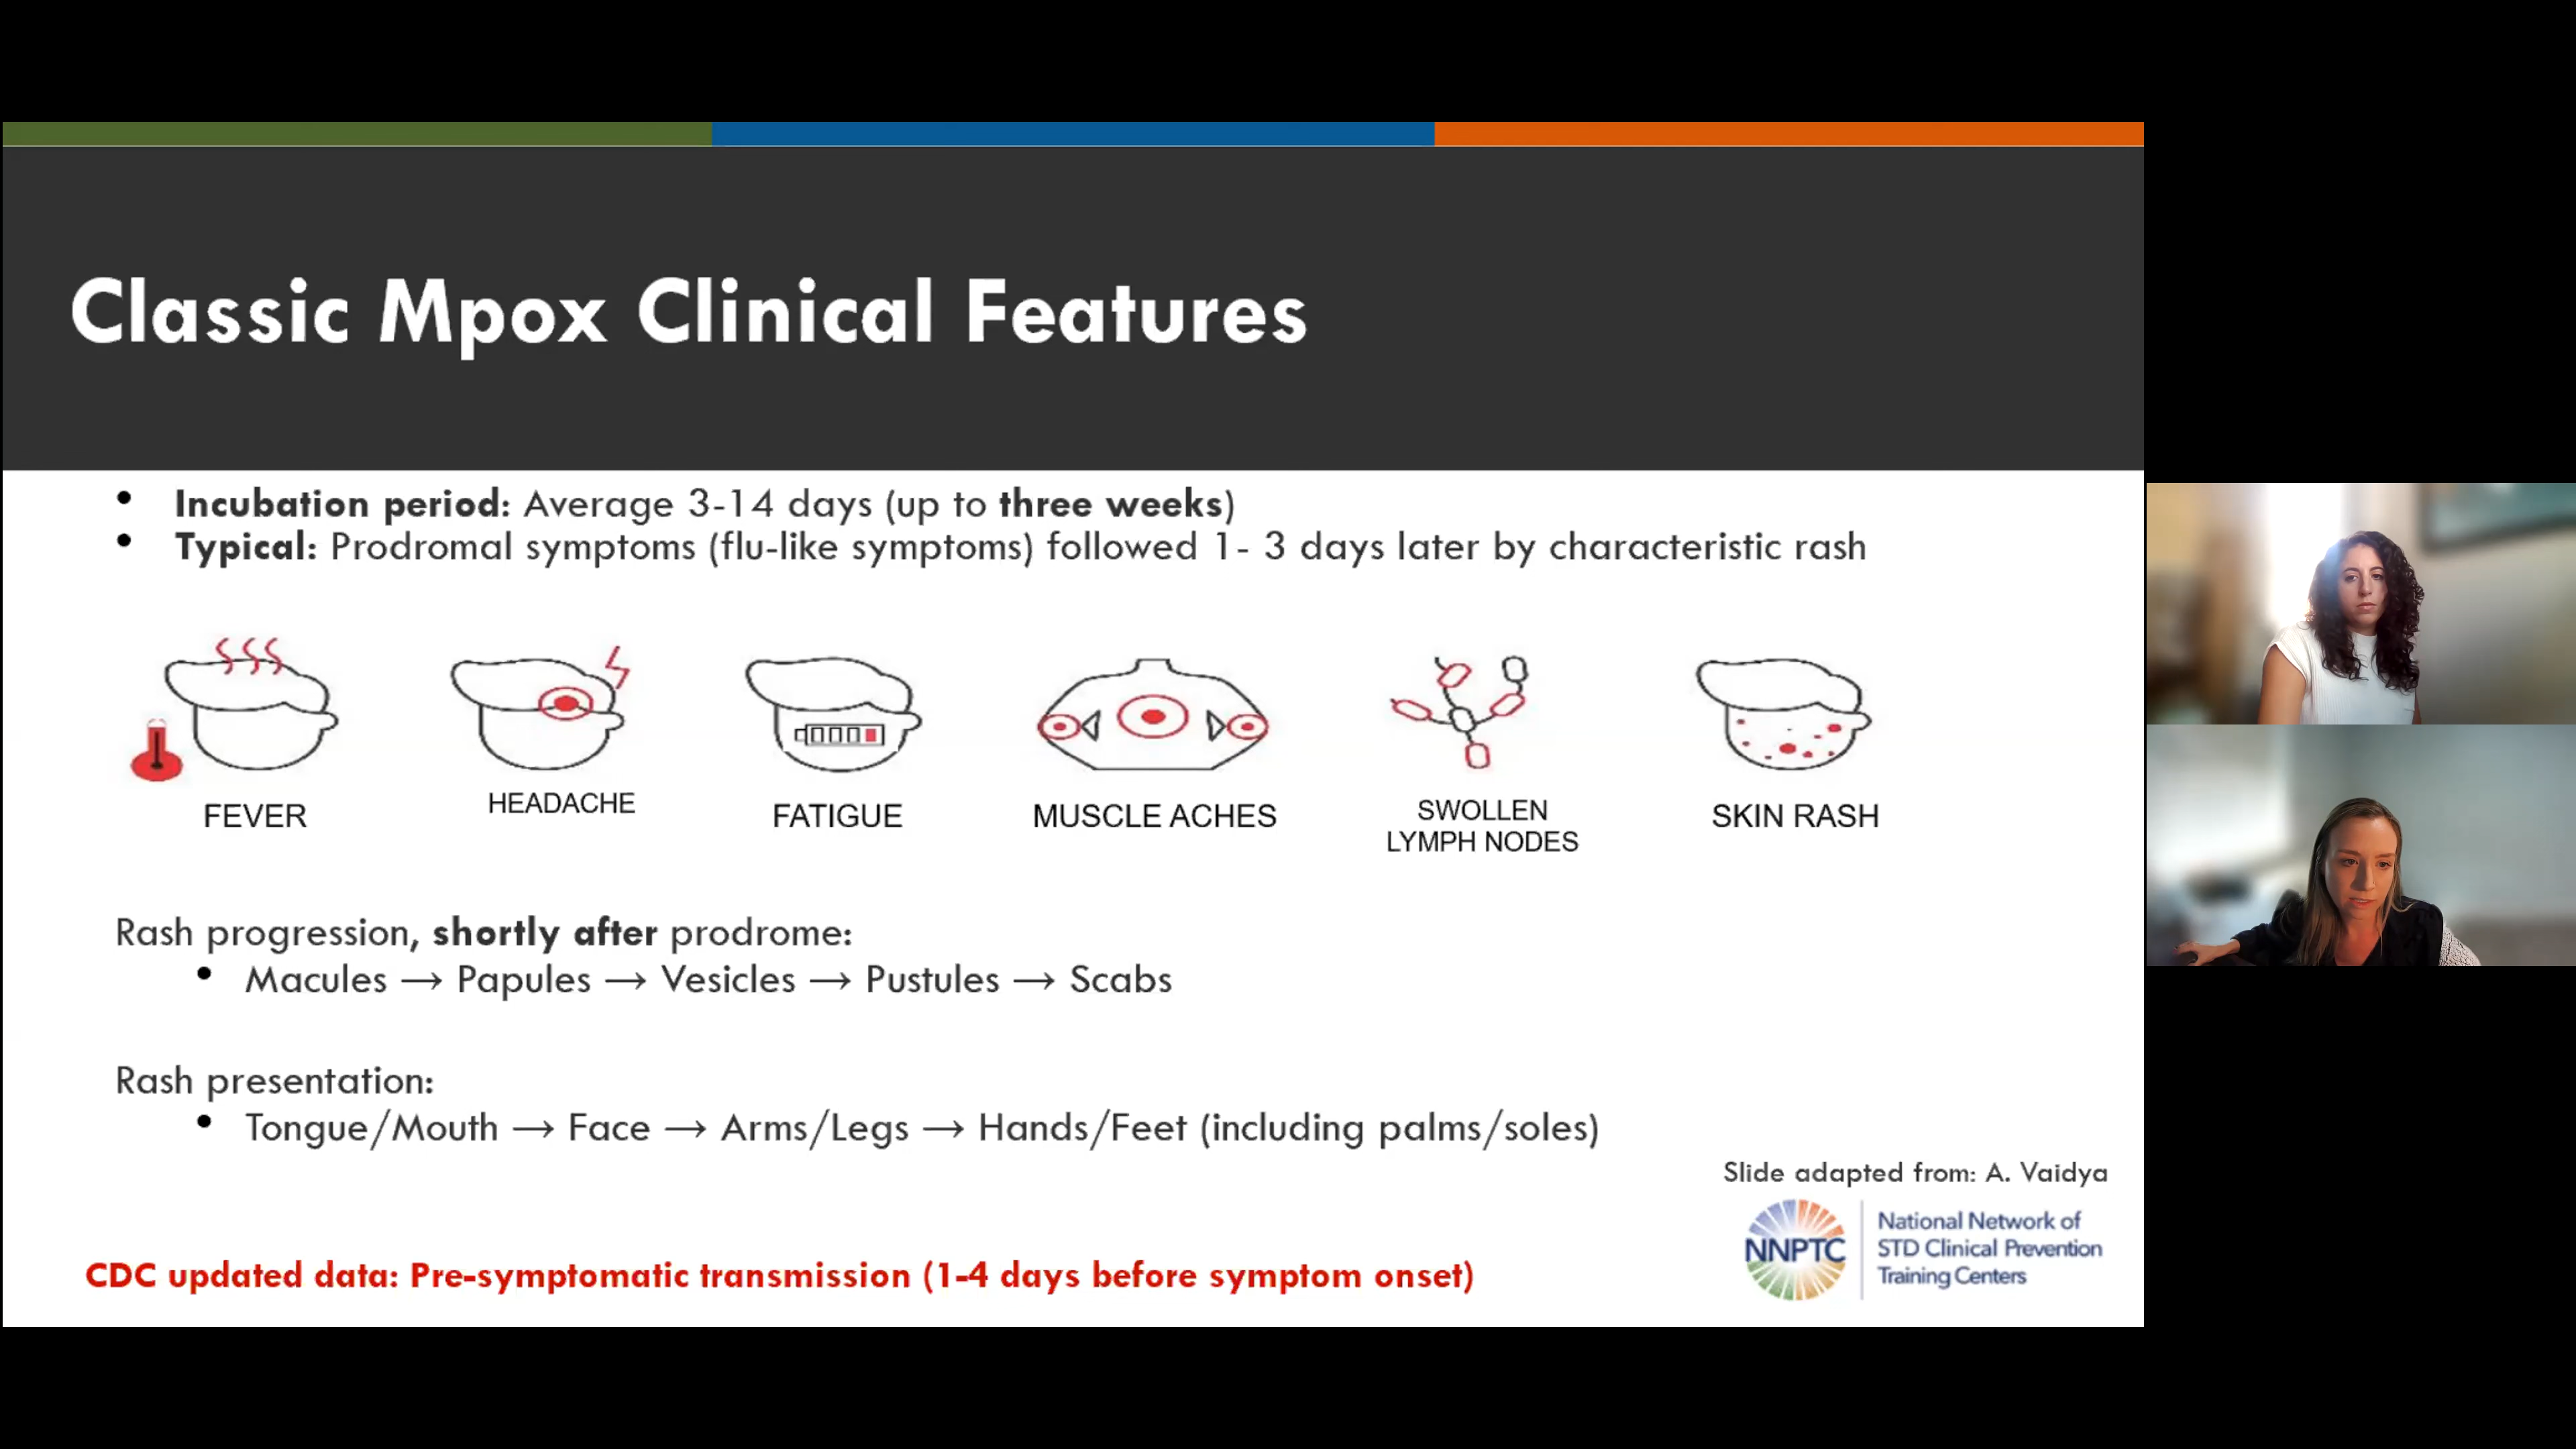 Classic Mpox Clinical Features
• Incubation period: Average 3-14 days (up to three weeks)
• Typical: Prodromal symptoms (flu-like symptoms) followed 1- 3 days later by characteristic rash
FEVER
HEADACHE
FATIGUE
MUSCLE ACHES
SWOLLEN
LYMPH NODES
SKIN RASH
Rash progression, shortly after prodrome:
• Macules → Papules → Vesicles → Pustules → Scabs
Rash presentation:
• Tongue/Mouth → Face → Arms/Legs → Hands/Feet (including palms/soles)
Slide adapted from: A. Vaidya
NNPTC
National Network of
STD Clinical Prevention
Training Centers
CDC updated data: Pre-symptomatic transmission (1-4 days before symptom onset)